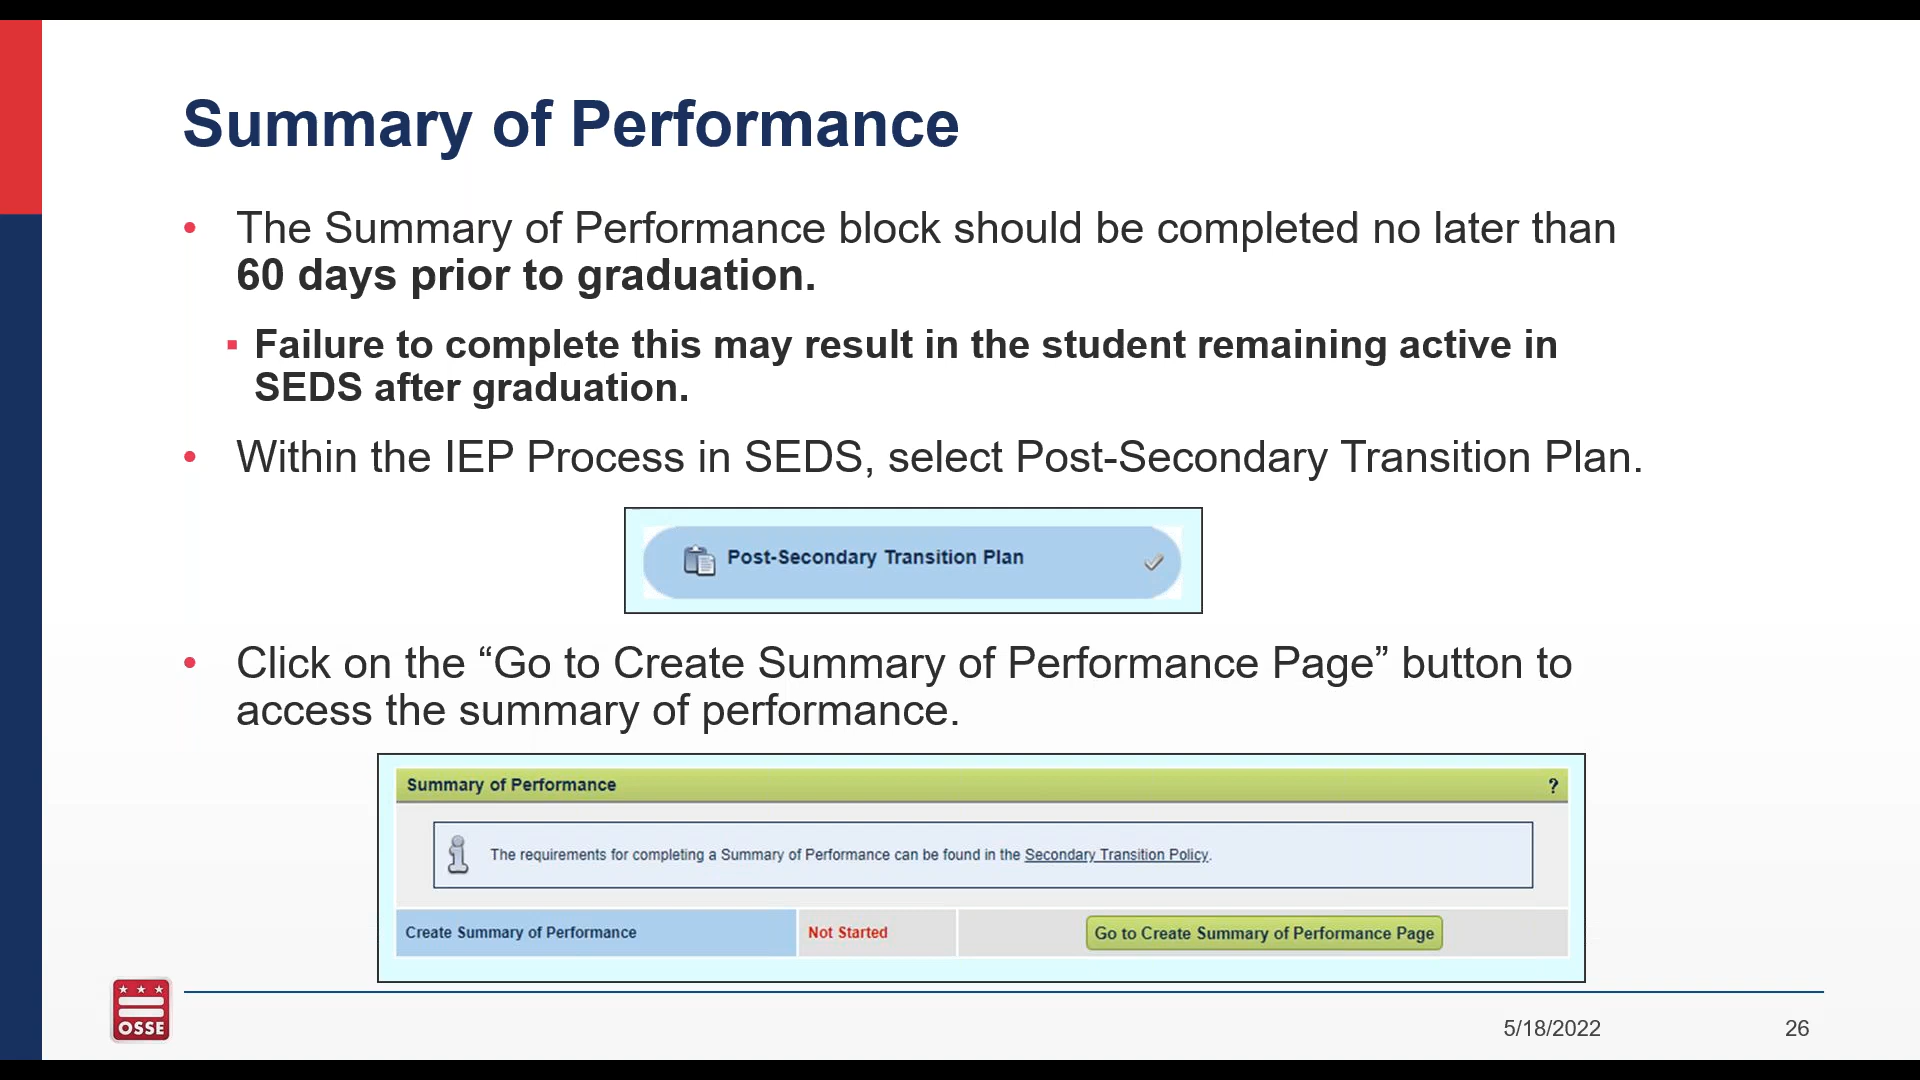 Summary of Performance
• The Summary of Performance block should be completed no later than
60 days prior to graduation.
▪ Failure to complete this may result in the student remaining active in
SEDS after graduation.
• Within the IEP Process in SEDS, select Post-Secondary Transition Plan.
Post-Secondary Transition Plan
• Click on the “Go to Create Summary of Performance Page” button to
access the summary of performance.
Summary of Performance ?
The requirements for completing a Summary of Performance can be found in the Secondary Transition Policy.
Create Summary of Performance Not Started Go to Create Summary of Performance Page
OSSE
5/18/2022 26